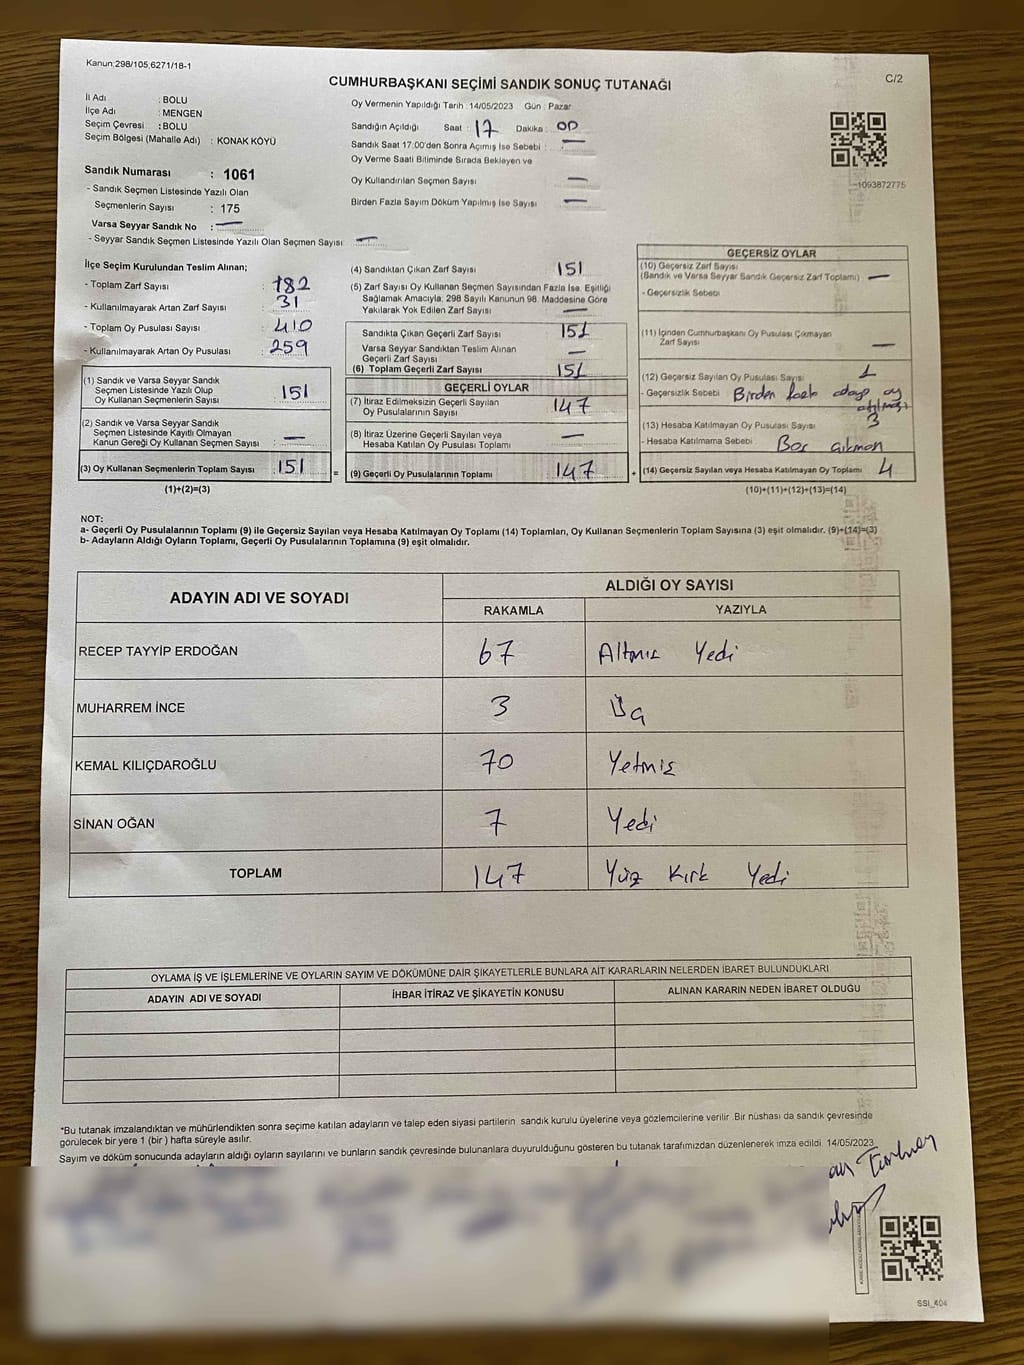 Kanun;298/105,6271/18-1
C/2
CUMHURBAŞKANI SEÇİMİ SANDIK SONUÇ TUTANAĞI
İl Adı : BOLU
İlçe Adı : MENGEN
Seçim Çevresi : BOLU
Seçim Bölgesi (Mahalle Adı) : KONAK KÖYÜ
Oy Vermenin Yapıldığı Tarih :14/05/2023 Gün : Pazar
Sandığın Açıldığı Saat : 17 Dakika : 00
Sandık Saat 17:00'den Sonra Açımış İse Sebebi : —
Oy Verme Saati Bitiminde Sırada Bekleyen ve
Oy Kullandırılan Seçmen Sayısı —
Birden Fazla Sayım Döküm Yapılmış İse Sayısı —
1093872775
Sandık Numarası : 1061
- Sandık Seçmen Listesinde Yazılı Olan
Seçmenlerin Sayısı : 175
Varsa Seyyar Sandık No : —
- Seyyar Sandık Seçmen Listesinde Yazılı Olan Seçmen Sayısı: —
İlçe Seçim Kurulundan Teslim Alınan;
- Toplam Zarf Sayısı : 182
- Kullanılmayarak Artan Zarf Sayısı : 31
- Toplam Oy Pusulası Sayısı : 410
- Kullanılmayarak Artan Oy Pusulası : 259
(1) Sandık ve Varsa Seyyar Sandık
Seçmen Listesinde Yazılı Olup
Oy Kullanan Seçmenlerin Sayısı : 151
(2) Sandık ve Varsa Seyyar Sandık
Seçmen Listesinde Kayıtlı Olmayan
Kanun Gereği Oy Kullanan Seçmen Sayısı : —
(3) Oy Kullanan Seçmenlerin Toplam Sayısı : 151
(1)+(2)=(3)
(4) Sandıktan Çıkan Zarf Sayısı 151
(5) Zarf Sayısı Oy Kullanan Seçmen Sayısından Fazla İse, Eşitliği
Sağlamak Amacıyla; 298 Sayılı Kanunun 98. Maddesine Göre
Yakılarak Yok Edilen Zarf Sayısı —
Sandıkta Çıkan Geçerli Zarf Sayısı 151
Varsa Seyyar Sandıktan Teslim Alınan
Geçerli Zarf Sayısı —
(6) Toplam Geçerli Zarf Sayısı 151
GEÇERLİ OYLAR
(7) İtiraz Edilmeksizin Geçerli Sayılan
Oy Pusulalarının Sayısı 147
(8) İtiraz Üzerine Geçerli Sayılan veya
Hesaba Katılan Oy Pusulası Toplamı —
= (9) Geçerli Oy Pusulalarının Toplamı 147 +
GEÇERSİZ OYLAR
(10) Geçersiz Zarf Sayısı
(Sandık ve Varsa Seyyar Sandık Geçersiz Zarf Toplamı) —
- Geçersizlik Sebebi
(11) İçinden Cumhurbaşkanı Oy Pusulası Çıkmayan
Zarf Sayısı —
(12) Geçersiz Sayılan Oy Pusulası Sayısı 1
- Geçersizlik Sebebi Birden fazla adaya oy
atılması
(13) Hesaba Katılmayan Oy Pusulası Sayısı 3
- Hesaba Katılmama Sebebi Boş çıkması
(14) Geçersiz Sayılan veya Hesaba Katılmayan Oy Toplamı 4
(10)+(11)+(12)+(13)=(14)
NOT:
a- Geçerli Oy Pusulalarının Toplamı (9) ile Geçersiz Sayılan veya Hesaba Katılmayan Oy Toplamı (14) Toplamları, Oy Kullanan Seçmenlerin Toplam Sayısına (3) eşit olmalıdır. (9)+(14)=(3)
b- Adayların Aldığı Oyların Toplamı, Geçerli Oy Pusulalarının Toplamına (9) eşit olmalıdır.
ADAYIN ADI VE SOYADI
ALDIĞI OY SAYISI
RAKAMLA YAZIYLA
RECEP TAYYİP ERDOĞAN 67 Altmış Yedi
MUHARREM İNCE 3 Üç
KEMAL KILIÇDAROĞLU 70 Yetmiş
SİNAN OĞAN 7 Yedi
TOPLAM 147 Yüz Kırk Yedi
OYLAMA İŞ VE İŞLEMLERİNE VE OYLARIN SAYIM VE DÖKÜMÜNE DAİR ŞİKAYETLERLE BUNLARA AİT KARARLARIN NELERDEN İBARET BULUNDUKLARI
ADAYIN ADI VE SOYADI İHBAR İTİRAZ VE ŞİKAYETİN KONUSU ALINAN KARARIN NEDEN İBARET OLDUĞU
*Bu tutanak imzalandıktan ve mühürlendikten sonra seçime katılan adayların ve talep eden siyasi partilerin sandık kurulu üyelerine veya gözlemcilerine verilir. Bir nüshası da sandık çevresinde
görülecek bir yere 1 (bir) hafta süreyle asılır.
Sayım ve döküm sonucunda adayların aldığı oyların sayılarını ve bunların sandık çevresinde bulunanlara duyurulduğunu gösteren bu tutanak tarafımızdan düzenlenerek imza edildi. 14/05/2023
SSI_404